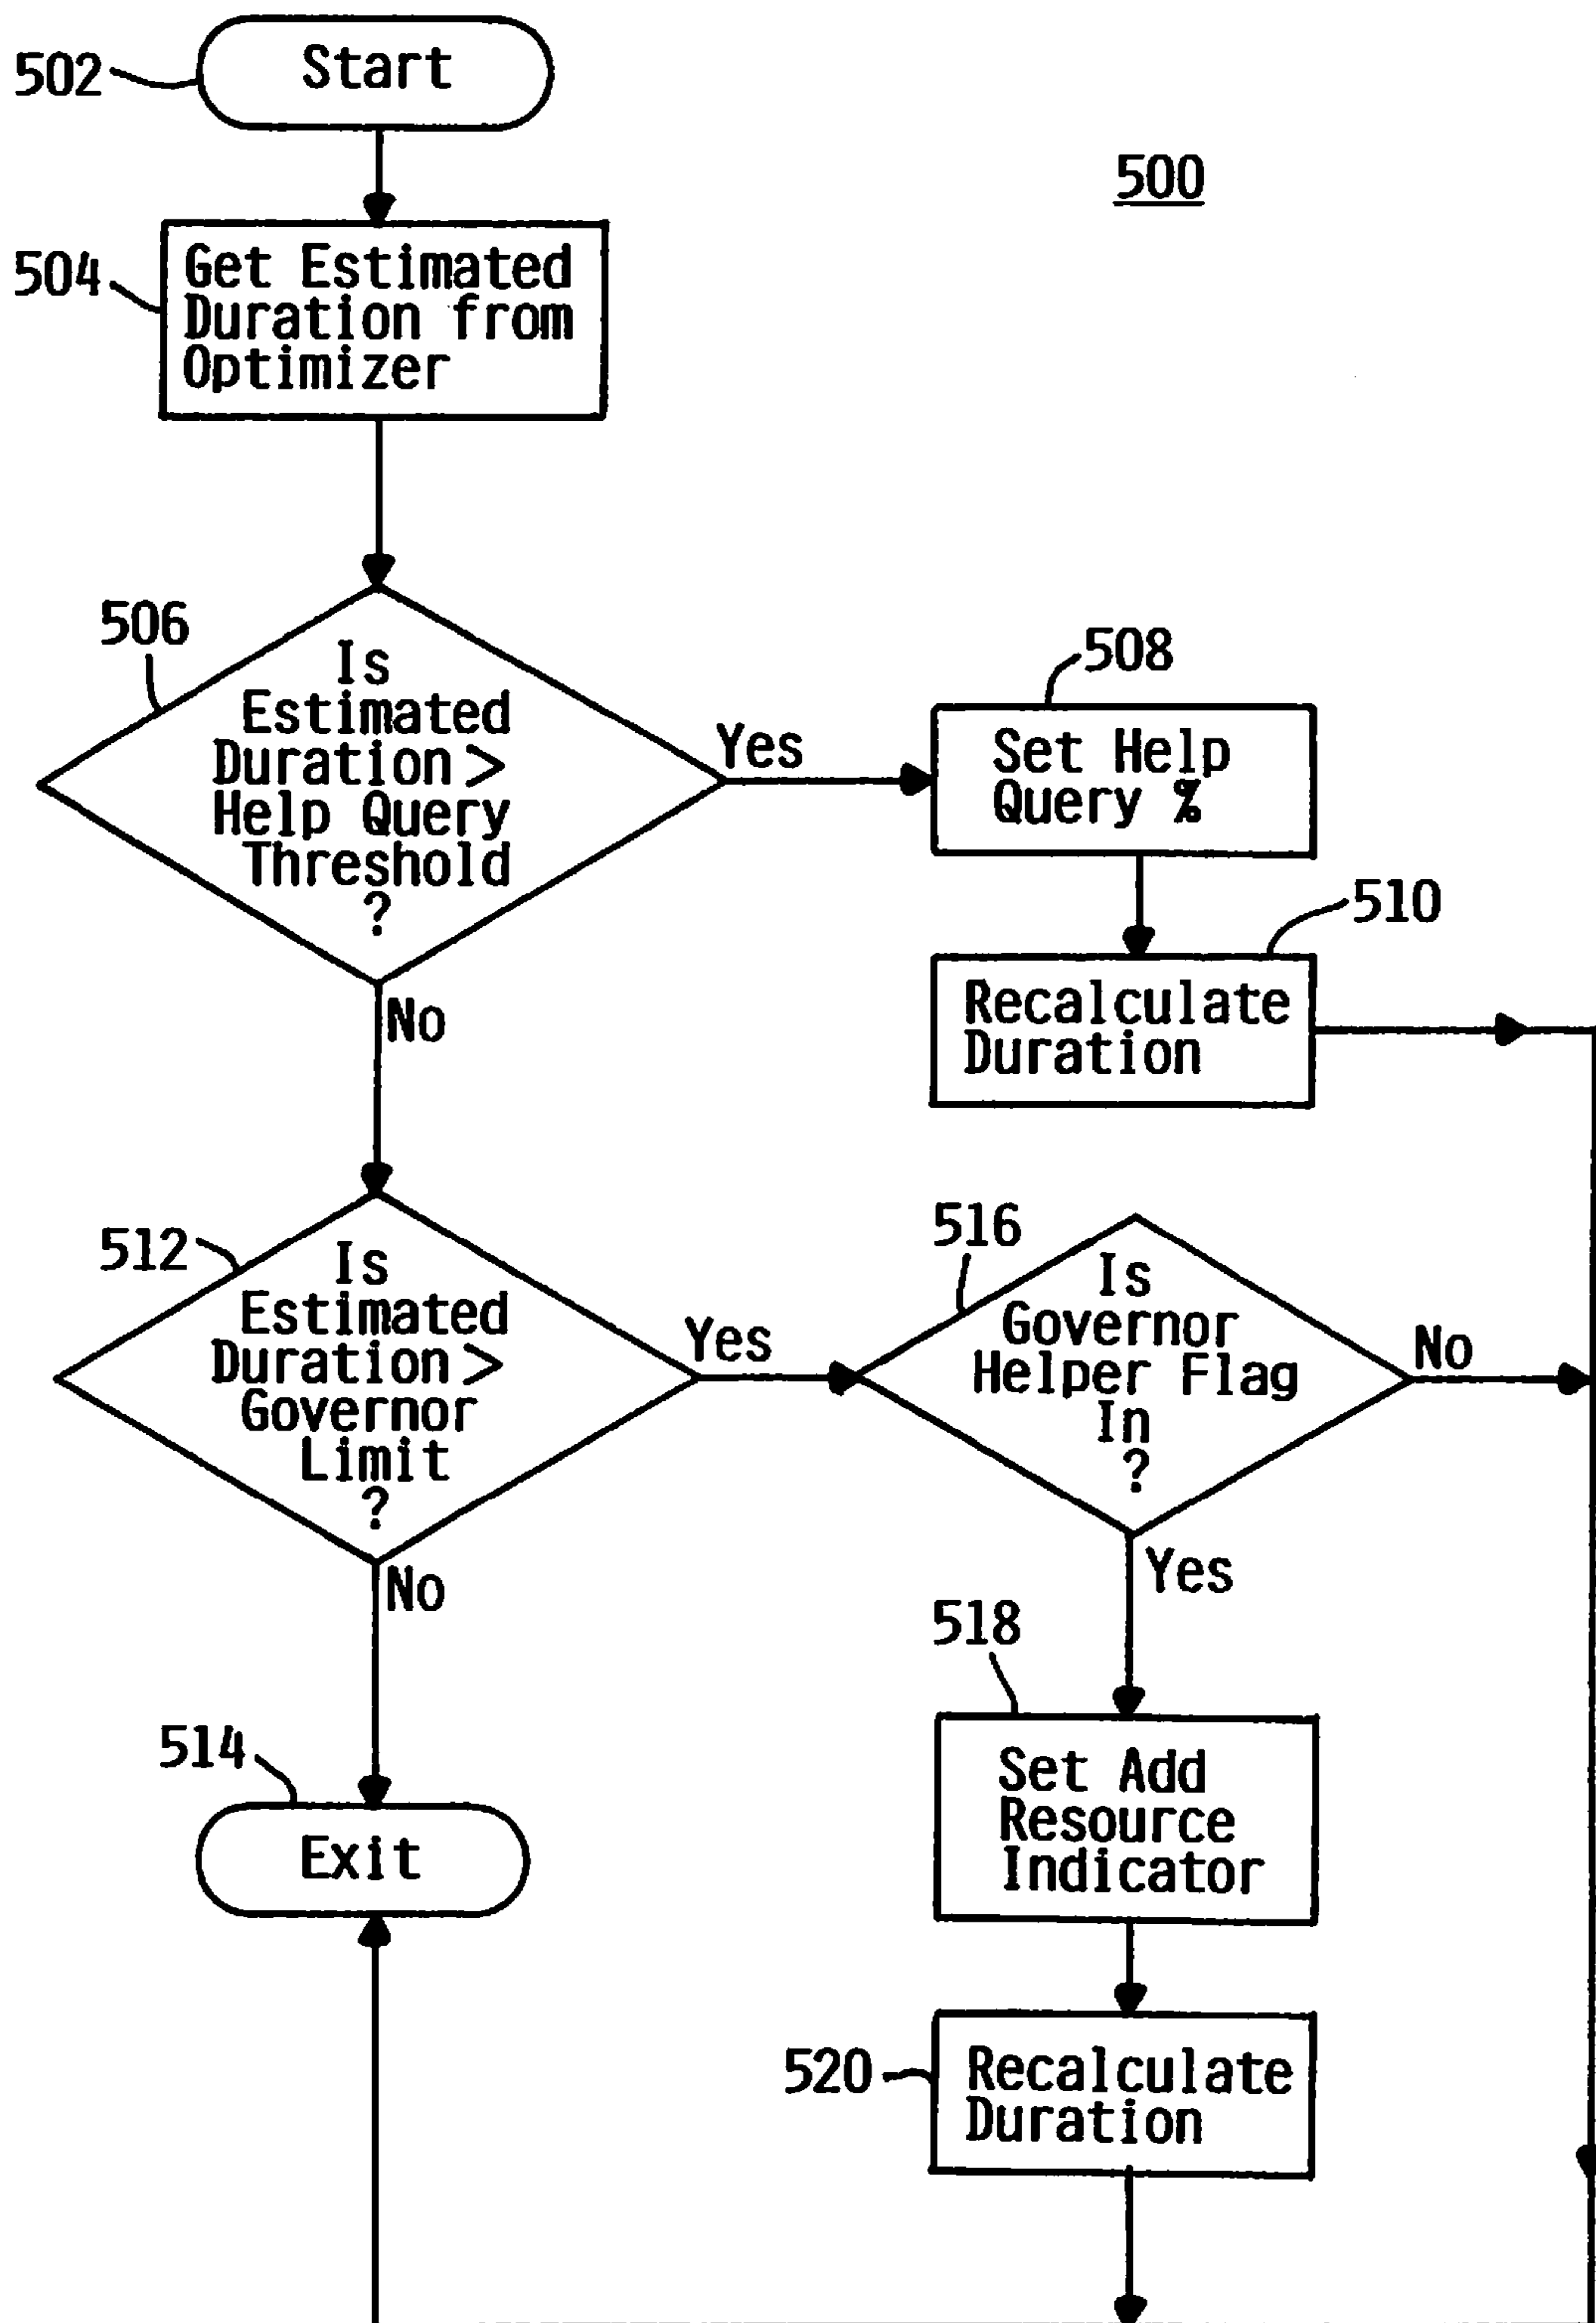 502
Start
500
504
Get Estimated
Duration from
Optimizer
506
Is
Estimated
Duration >
Help Query
Threshold
?
Yes
No
508
Set Help
Query %
510
Recalculate
Duration
512
Is
Estimated
Duration >
Governor
Limit
?
Yes
No
516
Is
Governor
Helper Flag
In
?
No
Yes
514
Exit
518
Set Add
Resource
Indicator
520
Recalculate
Duration